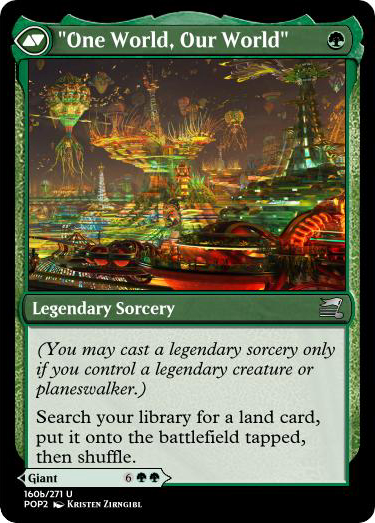 "One World, Our World"
Legendary Sorcery
(You may cast a legendary sorcery only
if you control a legendary creature or
planeswalker.)
Search your library for a land card,
put it onto the battlefield tapped,
then shuffle.
Giant 6
160b/271 U
POP2 Kristen Zirngibl